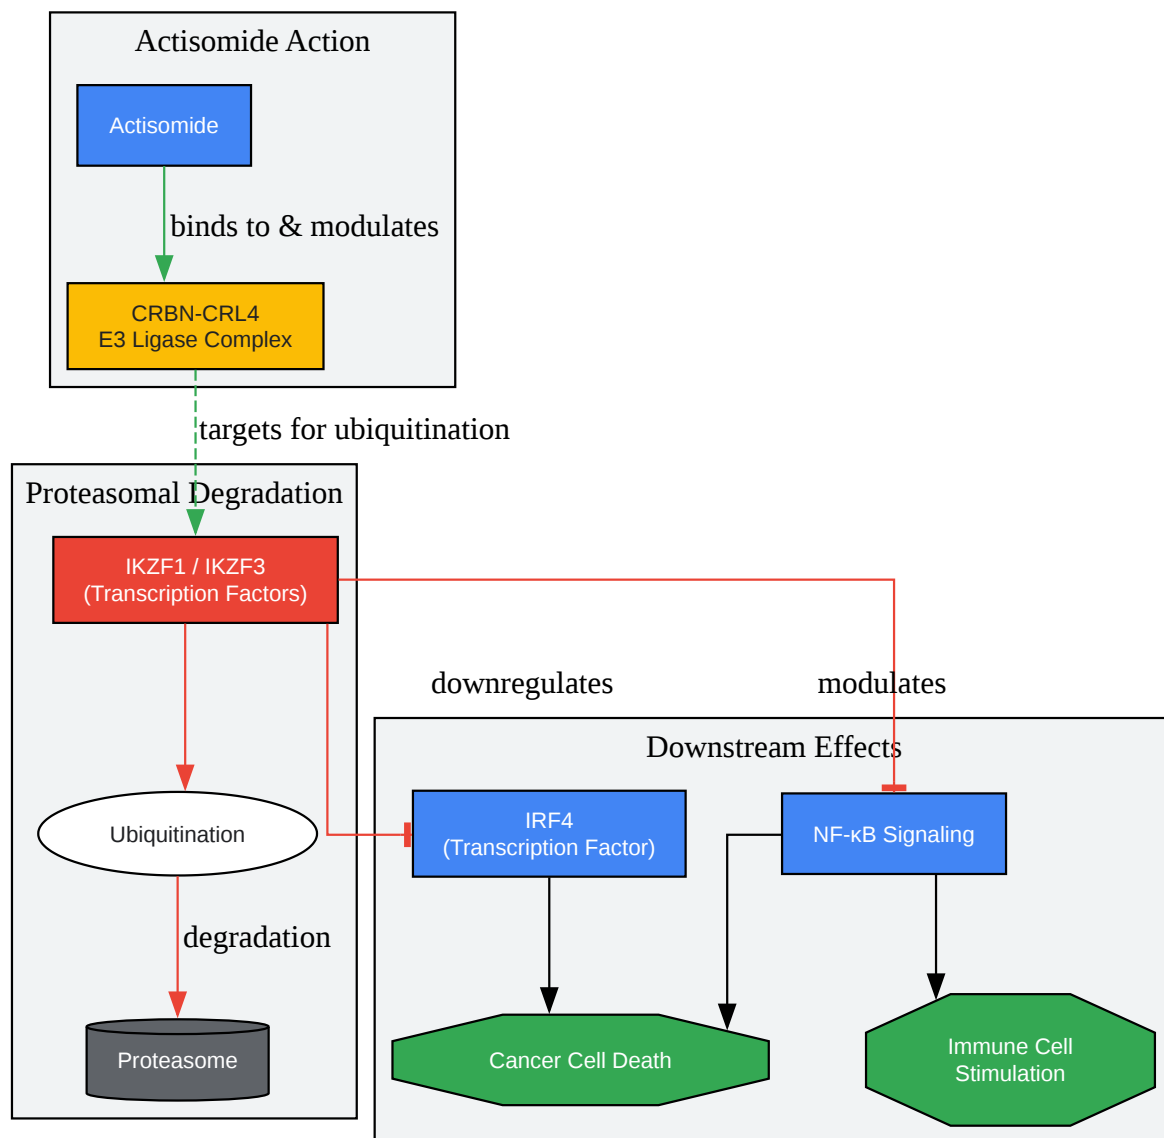 Actisomide Action
Actisomide
binds to & modulates
CRBN-CRL4
E3 Ligase Complex
targets for ubiquitination
Proteasomal Degradation
IKZF1 / IKZF3
(Transcription Factors)
downregulates
modulates
Downstream Effects
Ubiquitination
IRF4
(Transcription Factor)
NF-κB Signaling
degradation
Proteasome
Cancer Cell Death
Immune Cell
Stimulation